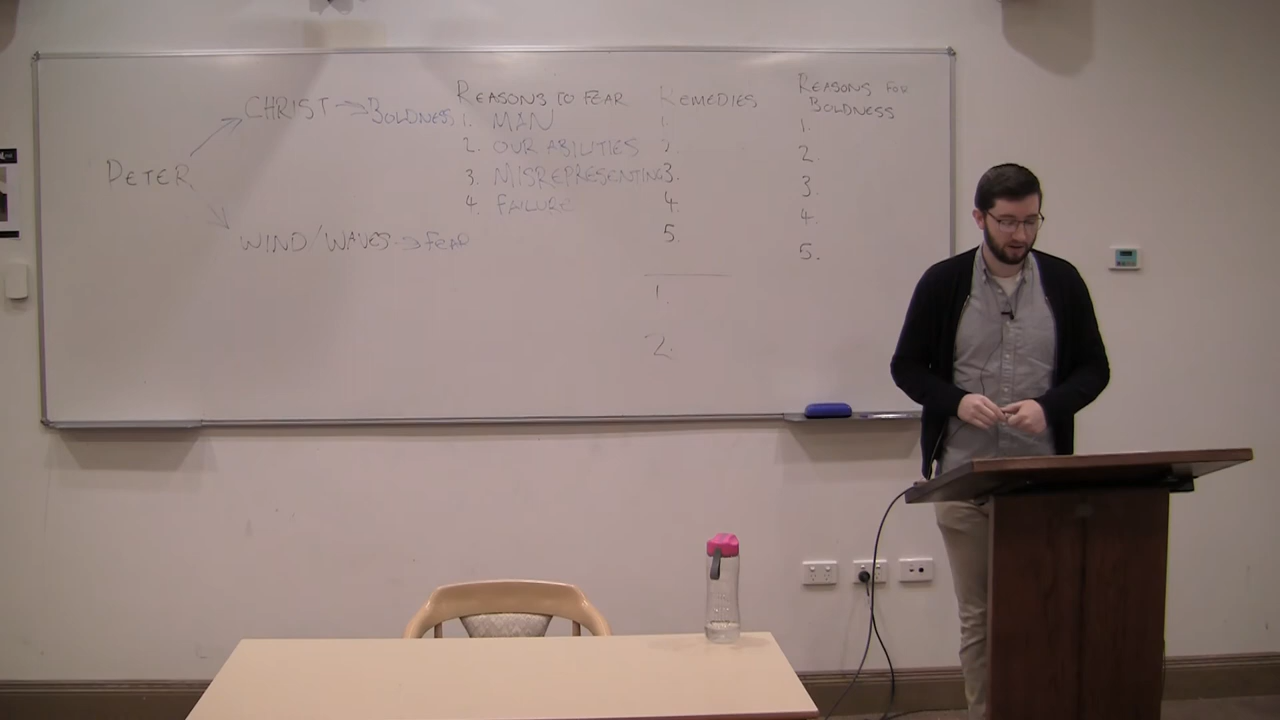 PETER
CHRIST → BOLDNESS
WIND/WAVES → FEAR
REASONS TO FEAR
1. MAN
2. OUR ABILITIES
3. MISREPRESENTING
4. FAILURE
REMEDIES
1.
2.
3.
4.
5.
1.
2.
REASONS FOR
BOLDNESS
1.
2.
3.
4.
5.